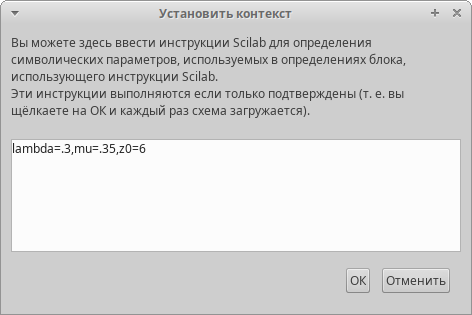 Установить контекст
Вы можете здесь ввести инструкции Scilab для определения
символических параметров, используемых в определениях блока,
использующего инструкции Scilab.
Эти инструкции выполняются если только подтверждены (т. е. вы
щёлкаете на ОК и каждый раз схема загружается).
lambda=.3,mu=.35,z0=6
ОК
Отменить